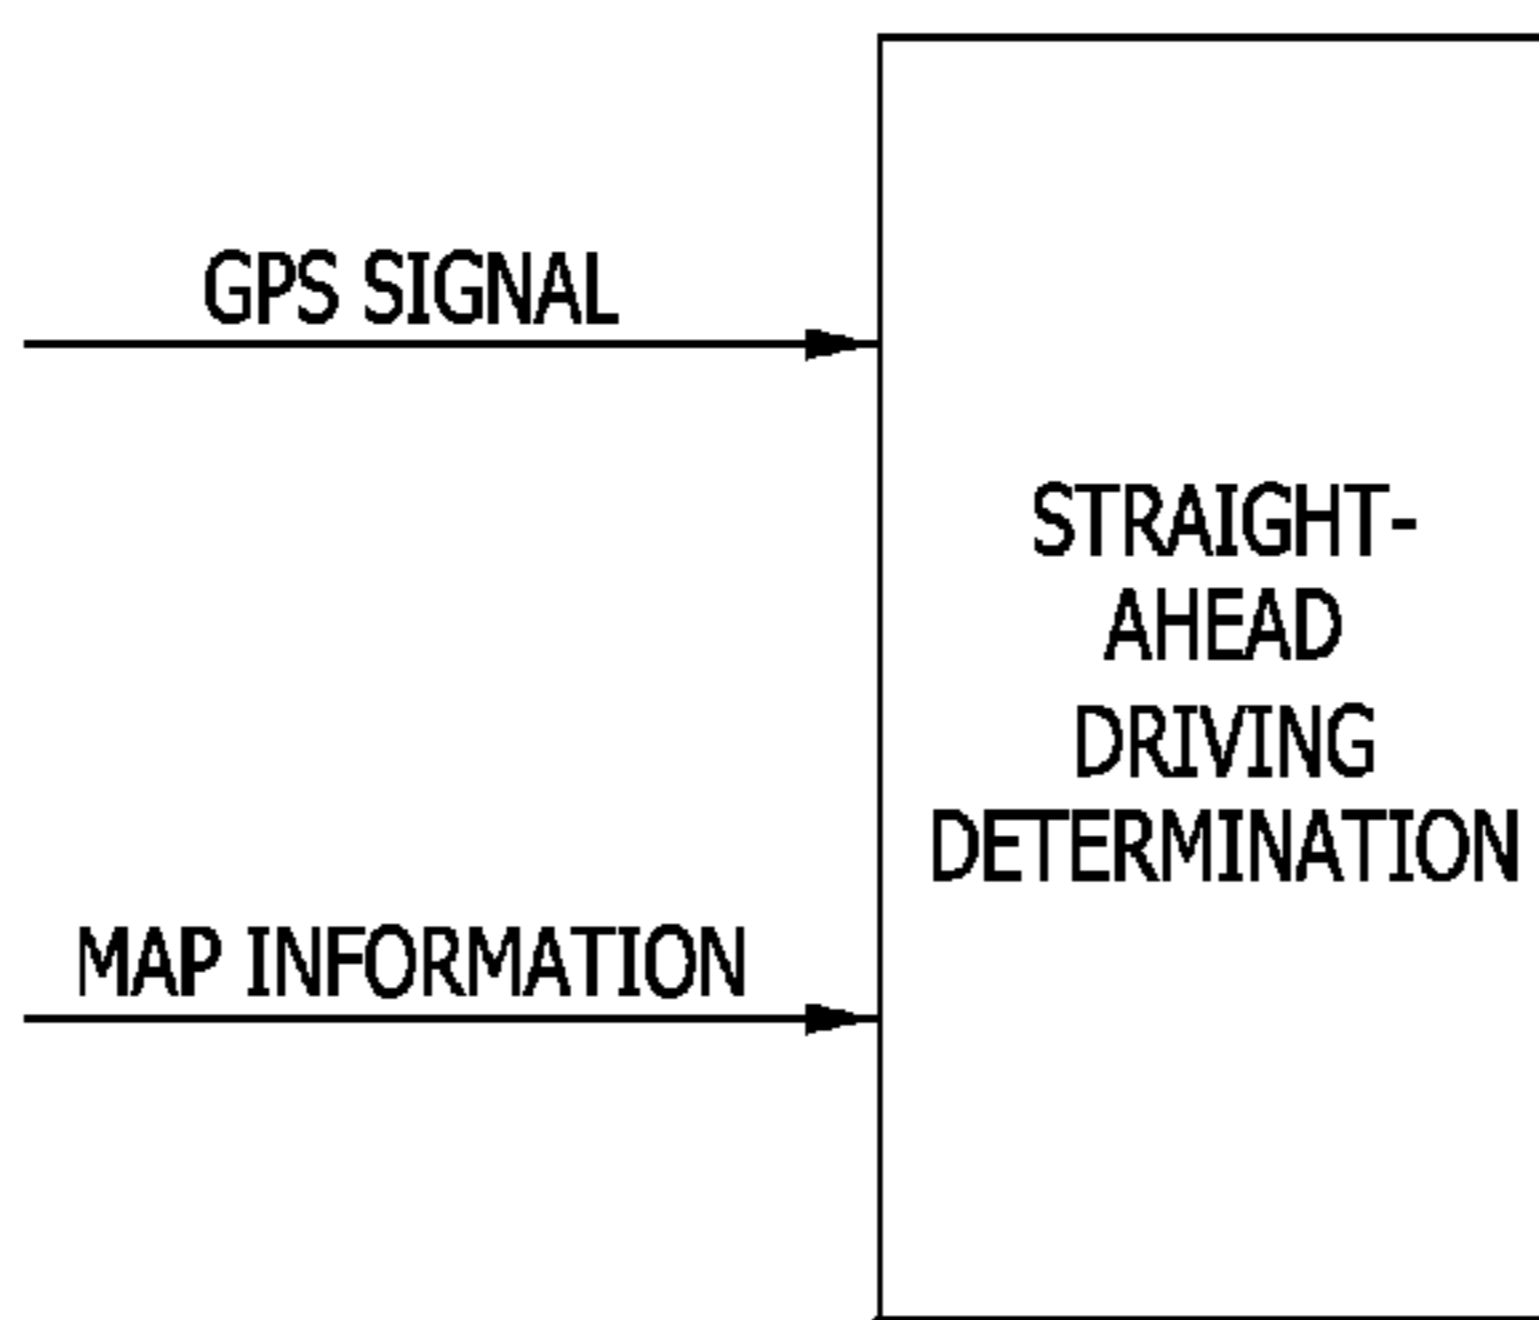 GPS SIGNAL
STRAIGHT-
AHEAD
DRIVING
DETERMINATION
MAP INFORMATION